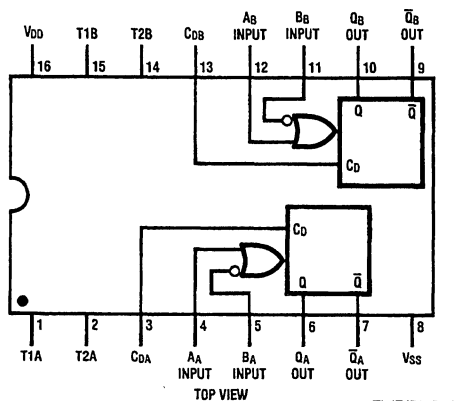 VDD T1B T2B CDB AB INPUT BB INPUT QB OUT Q̅B OUT
16 15 14 13 12 11 10 9
Q Q̅
CD
CD
Q Q̅
1 2 3 4 5 6 7 8
T1A T2A CDA AA INPUT BA INPUT QA OUT Q̅A OUT VSS
TOP VIEW